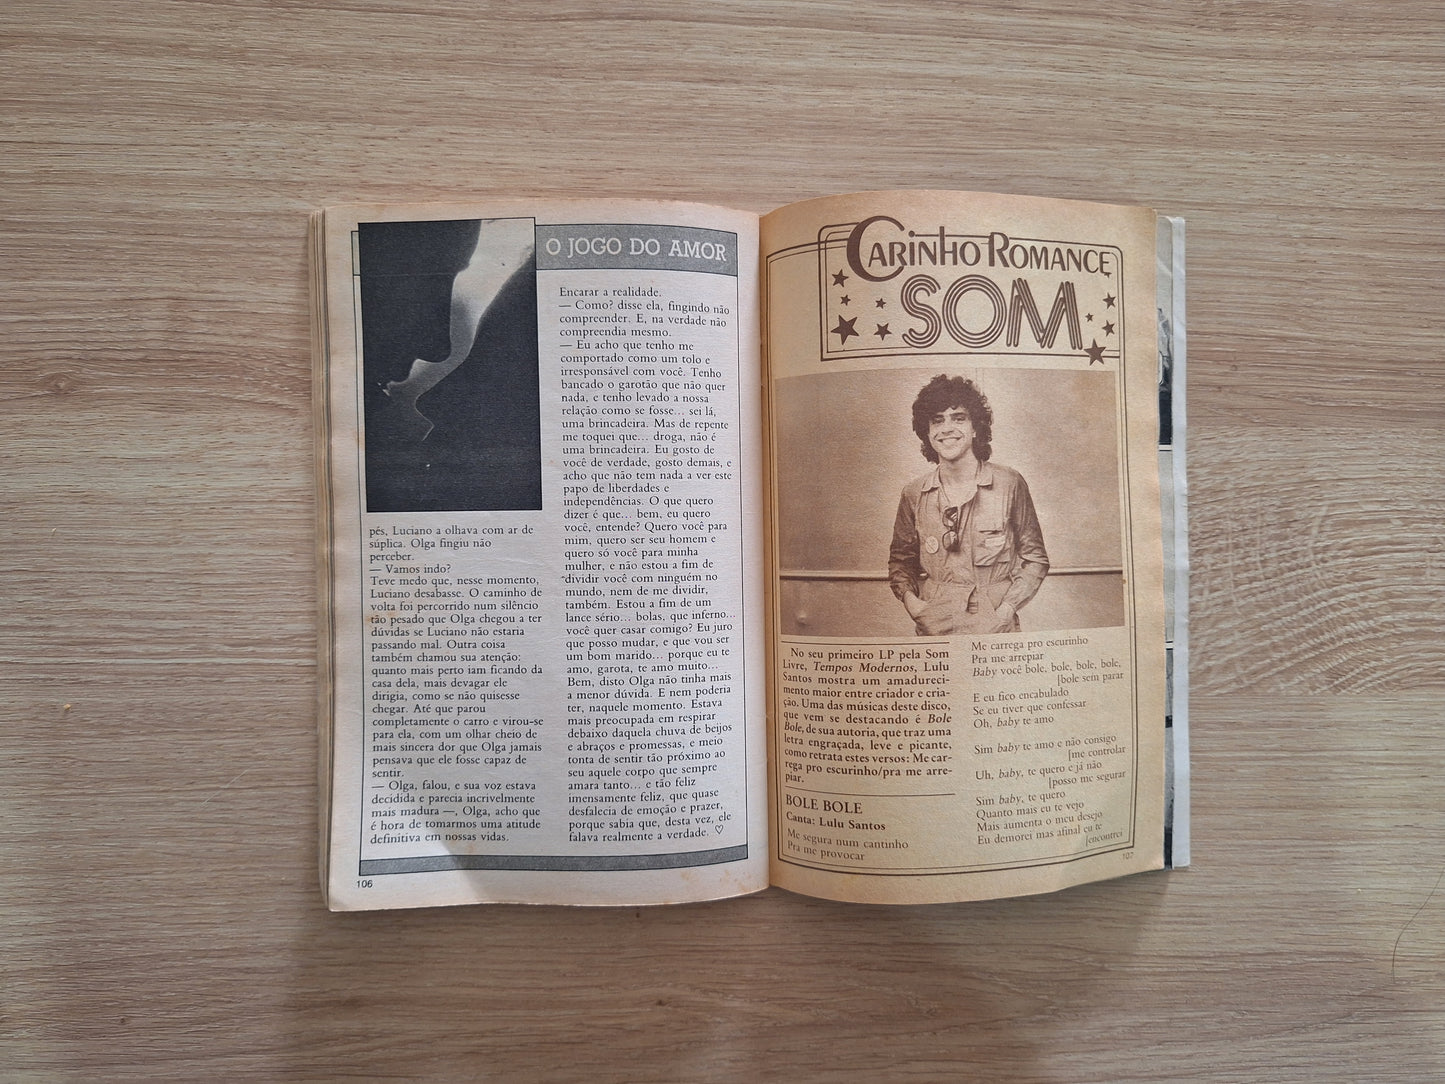 O JOGO DO AMOR
pés, Luciano a olhava com ar de
súplica. Olga fingiu não
perceber.
— Vamos indo?
Teve medo que, nesse momento,
Luciano desabasse. O caminho de
volta foi percorrido num silêncio
tão pesado que Olga chegou a ter
dúvidas se Luciano não estaria
passando mal. Outra coisa
também chamou sua atenção:
quanto mais perto iam ficando da
casa dela, mais devagar ele
dirigia, como se não quisesse
chegar. Até que parou
completamente o carro e virou-se
para ela, com um olhar cheio de
mais sincera dor que Olga jamais
pensava que ele fosse capaz de
sentir.
— Olga, falou, e sua voz estava
decidida e parecia incrivelmente
mais madura —, Olga, acho que
é hora de tomarmos uma atitude
definitiva em nossas vidas.
Encarar a realidade.
— Como? disse ela, fingindo não
compreender. E, na verdade não
compreendia mesmo.
— Eu acho que tenho me
comportado como um tolo e
irresponsável com você. Tenho
bancado o garotão que não quer
nada, e tenho levado a nossa
relação como se fosse... sei lá,
uma brincadeira. Mas de repente
me toquei que... droga, não é
uma brincadeira. Eu gosto de
você de verdade, gosto demais, e
acho que não tem nada a ver este
papo de liberdades e
independências. O que quero
dizer é que... bem, eu quero
você, entende? Quero você para
mim, quero ser seu homem e
quero só você para minha
mulher, e não estou a fim de
dividir você com ninguém no
mundo, nem de me dividir,
também. Estou a fim de um
lance sério... bolas, que inferno...
você quer casar comigo? Eu juro
que posso mudar, e que vou ser
um bom marido... porque eu te
amo, garota, te amo muito...
Bem, disto Olga não tinha mais
a menor dúvida. E nem poderia
ter, naquele momento. Estava
mais preocupada em respirar
debaixo daquela chuva de beijos
e abraços e promessas, e meio
tonta de sentir tão próximo ao
seu aquele corpo que sempre
amara tanto... e tão feliz
imensamente feliz, que quase
desfalecia de emoção e prazer,
porque sabia que, desta vez, ele
falava realmente a verdade. ♡
106
CARINHO ROMANCE
SOM
No seu primeiro LP pela Som
Livre, Tempos Modernos, Lulu
Santos mostra um amadureci-
mento maior entre criador e cria-
ção. Uma das músicas deste disco,
que vem se destacando é Bole
Bole, de sua autoria, que traz uma
letra engraçada, leve e picante,
como retrata estes versos: Me car-
rega pro escurinho/pra me arre-
piar.
BOLE BOLE
Canta: Lulu Santos
Me segura num cantinho
Pra me provocar
Me carrega pro escurinho
Pra me arrepiar
Baby você bole, bole, bole, bole,
[bole sem parar
E eu fico encabulado
Se eu tiver que confessar
Oh, baby te amo
Sim baby te amo e não consigo
[me controlar
Uh, baby, te quero e já não
[posso me segurar
Sim baby, te quero
Quanto mais eu te vejo
Mais aumenta o meu desejo
Eu demorei mas afinal eu te
[encontrei
107